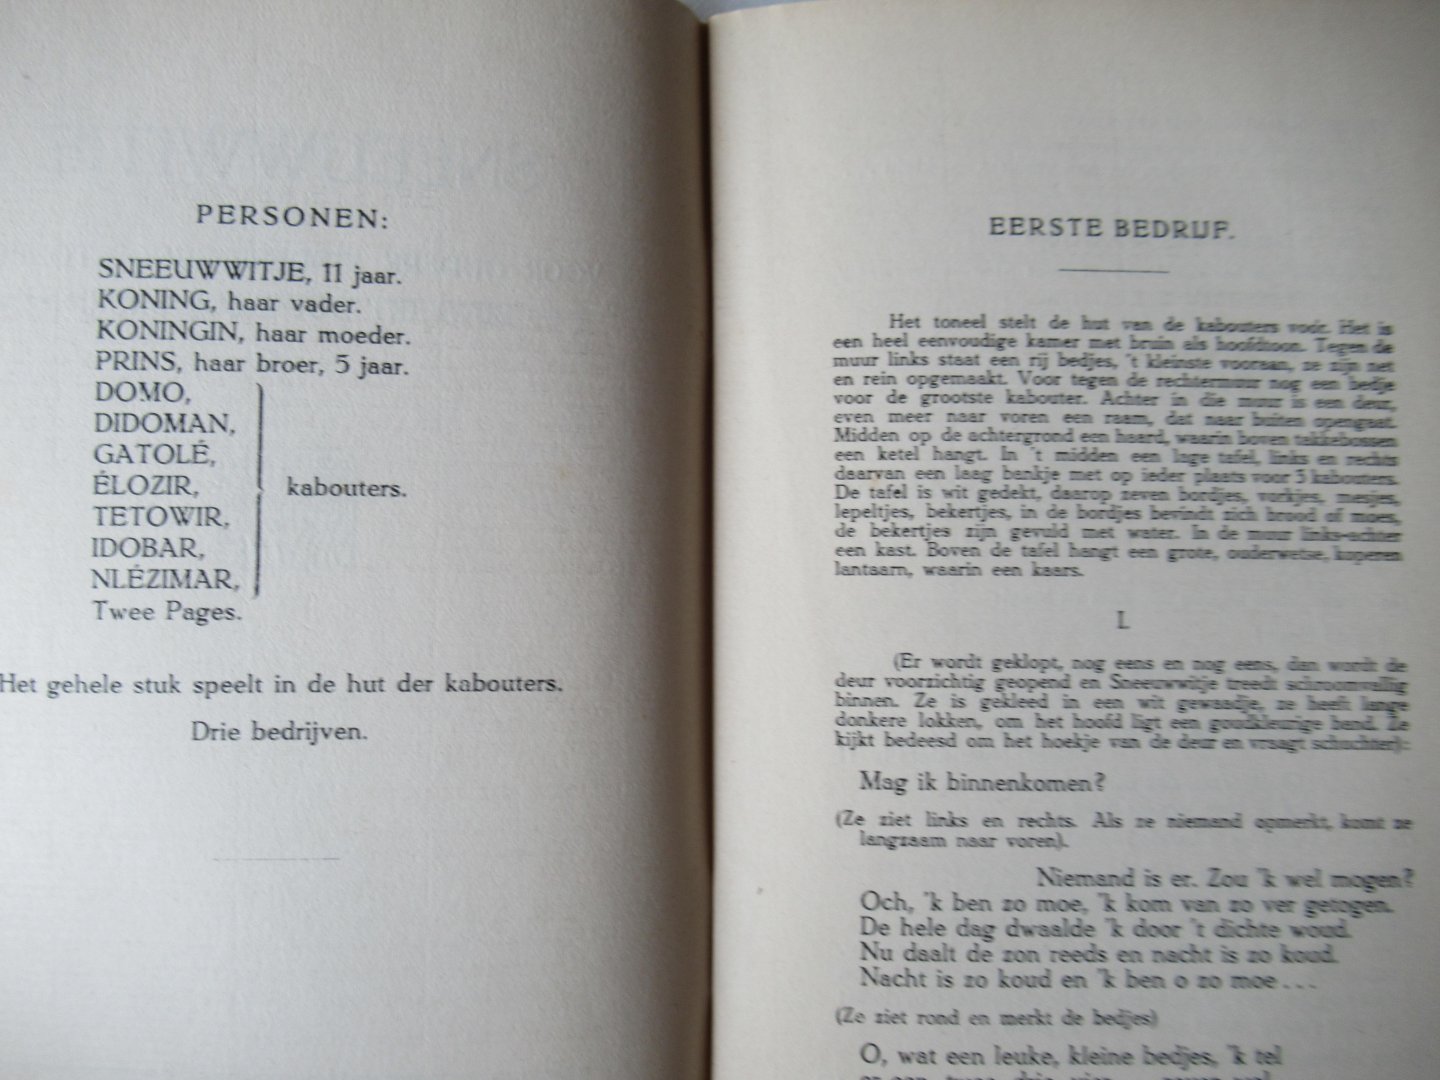 PERSONEN:
SNEEUWWITJE, 11 jaar.
KONING, haar vader.
KONINGIN, haar moeder.
PRINS, haar broer, 5 jaar.
DOMO,
DIDOMAN,
GATOLÉ,
ÉLOZIR,
kabouters.
TETOWIR,
IDOBAR,
NLÉZIMAR,
Twee Pages.
Het gehele stuk speelt in de hut der kabouters.
Drie bedrijven.
EERSTE BEDRIJF.
Het toneel stelt de hut van de kabouters voor. Het is
een heel eenvoudige kamer met bruin als hoofdtoon. Tegen de
muur links staat een rij bedjes, 't kleinste vooraan, ze zijn net
en rein opgemaakt. Voor tegen de rechtermuur nog een bedje
voor de grootste kabouter. Achter in die muur is een deur,
even meer naar voren een raam, dat naar buiten opengaat.
Midden op de achtergrond een haard, waarin boven takkebossen
een ketel hangt. In 't midden een lage tafel, links en rechts
daarvan een laag bankje met op ieder plaats voor 3 kabouters.
De tafel is wit gedekt, daarop zeven bordjes, vorkjes, mesjes,
lepeltjes, bekertjes, in de bordjes bevindt zich brood of moes,
de bekertjes zijn gevuld met water. In de muur links-achter
een kast. Boven de tafel hangt een grote, ouderwetse, koperen
lantaarn, waarin een kaars.
I.
(Er wordt geklopt, nog eens en nog eens, dan wordt de
deur voorzichtig geopend en Sneeuwwitje treedt schroomvallig
binnen. Ze is gekleed in een wit gewaadje, ze heeft lange
donkere lokken, om het hoofd ligt een goudkleurige band. Ze
kijkt bedeesd om het hoekje van de deur en vraagt schuchter):
Mag ik binnenkomen?
(Ze ziet links en rechts. Als ze niemand opmerkt, komt ze
langzaam naar voren).
Niemand is er. Zou 'k wel mogen?
Och, 'k ben zo moe, 'k kom van zo ver getogen.
De hele dag dwaalde 'k door 't dichte woud.
Nu daalt de zon reeds en nacht is zo koud.
Nacht is zo koud en 'k ben o zo moe...
(Ze ziet rond en merkt de bedjes)
O, wat een leuke, kleine bedjes, 'k tel